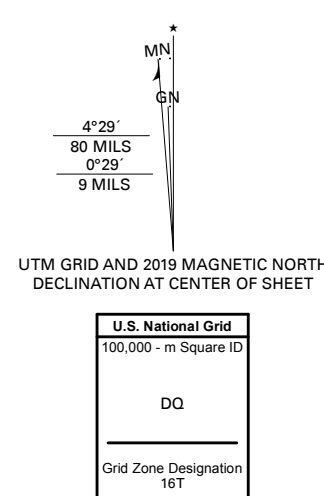 ★
MN
GN
4°29´
80 MILS
0°29´
9 MILS
UTM GRID AND 2019 MAGNETIC NORTH
DECLINATION AT CENTER OF SHEET
U.S. National Grid
100,000 - m Square ID
DQ
Grid Zone Designation
16T